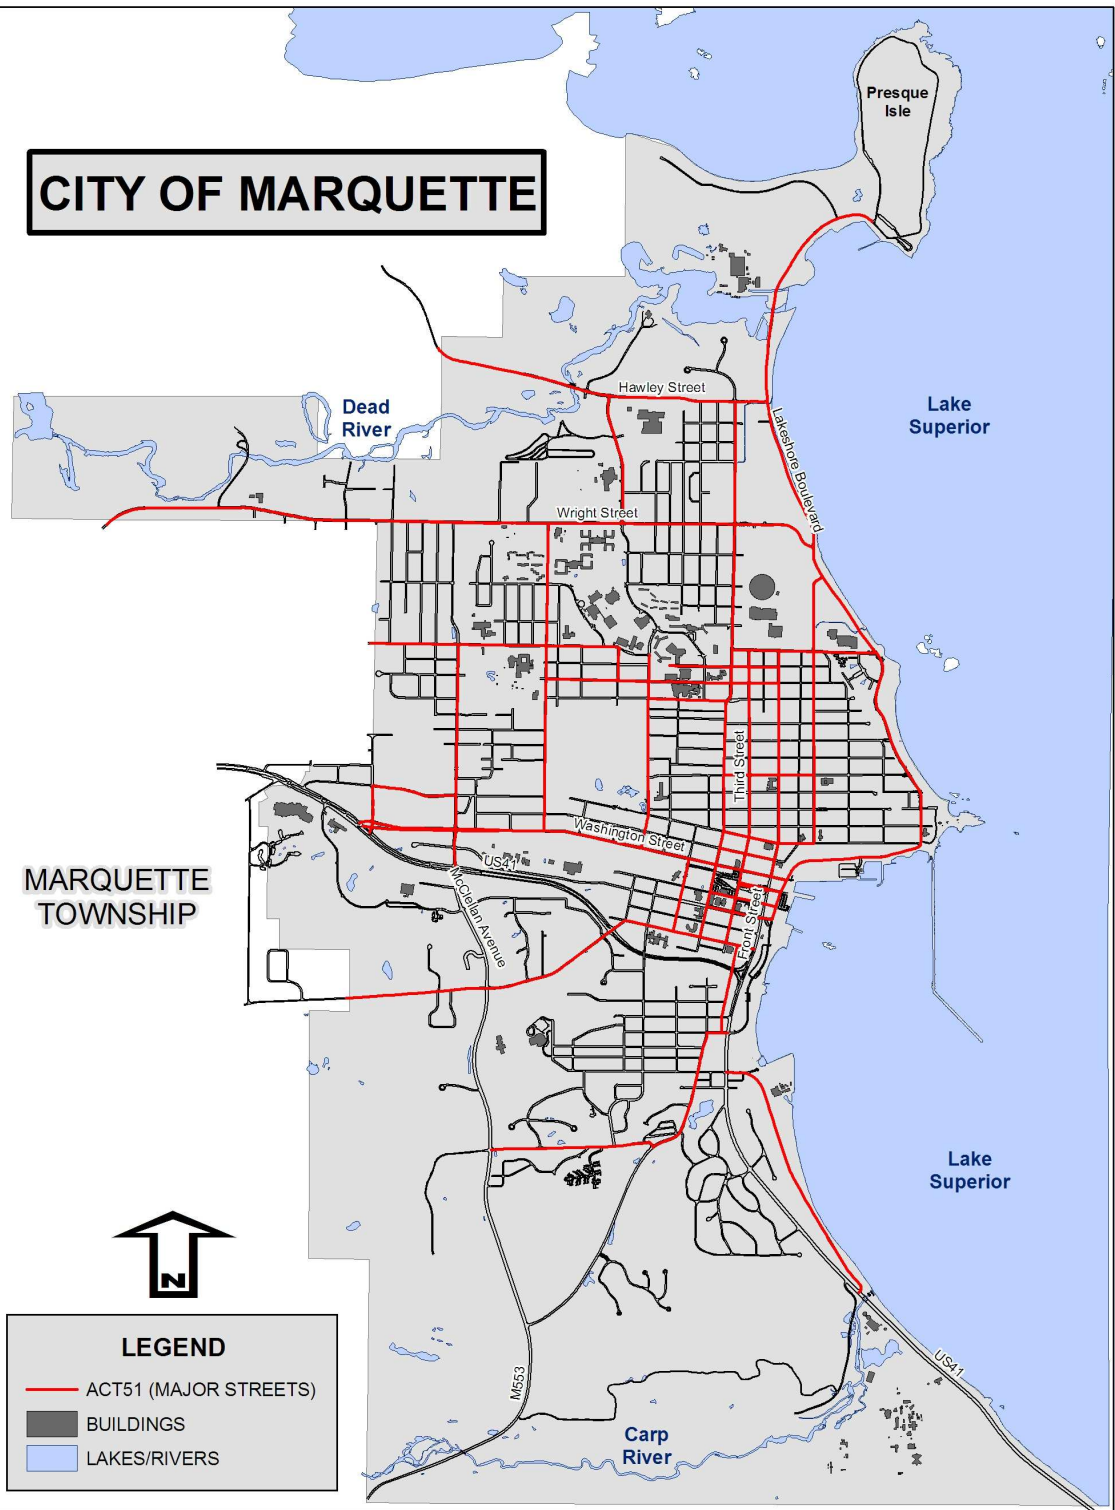 Presque
Isle
CITY OF MARQUETTE
Hawley Street
Dead
River
Lake
Superior
Lakeshore Boulevard
Wright Street
Third Street
Washington Street
US41
McClellan Avenue
MARQUETTE
TOWNSHIP
Front Street
Lake
Superior
N
LEGEND
ACT51 (MAJOR STREETS)
BUILDINGS
LAKES/RIVERS
M553
US41
Carp
River